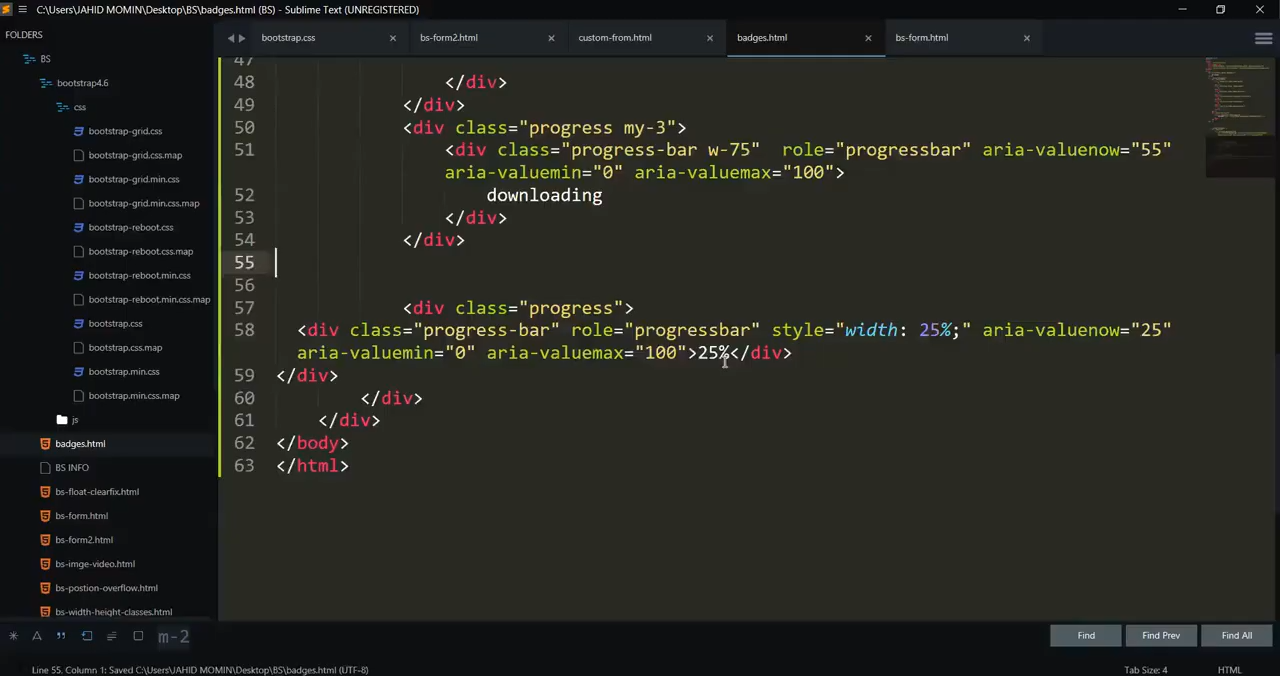 C:\Users\JAHID MOMIN\Desktop\BS\badges.html (BS) - Sublime Text (UNREGISTERED)
FOLDERS
BS
bootstrap4.6
css
bootstrap-grid.css
bootstrap-grid.css.map
bootstrap-grid.min.css
bootstrap-grid.min.css.map
bootstrap-reboot.css
bootstrap-reboot.css.map
bootstrap-reboot.min.css
bootstrap-reboot.min.css.map
bootstrap.css
bootstrap.css.map
bootstrap.min.css
bootstrap.min.css.map
js
badges.html
BS INFO
bs-float-clearfix.html
bs-form.html
bs-form2.html
bs-imge-video.html
bs-postion-overflow.html
bs-width-height-classes.html
bootstrap.css
bs-form2.html
custom-from.html
badges.html
bs-form.html
47
48 </div>
49 </div>
50 <div class="progress my-3">
51 <div class="progress-bar w-75"  role="progressbar" aria-valuenow="55"
aria-valuemin="0" aria-valuemax="100">
52 downloading
53 </div>
54 </div>
55
56
57 <div class="progress">
58 <div class="progress-bar" role="progressbar" style="width: 25%;" aria-valuenow="25"
aria-valuemin="0" aria-valuemax="100">25%</div>
59 </div>
60 </div>
61 </div>
62 </body>
63 </html>
m-2
Find
Find Prev
Find All
Line 55, Column 1; Saved C:\Users\JAHID MOMIN\Desktop\BS\badges.html (UTF-8)
Tab Size: 4
HTML